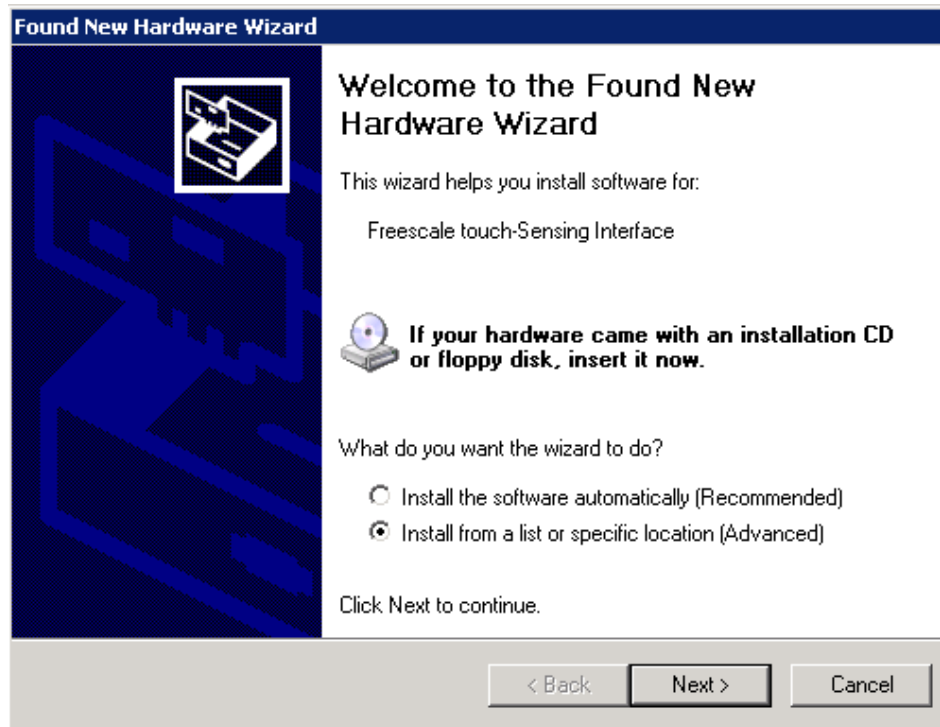 Found New Hardware Wizard
Welcome to the Found New
Hardware Wizard
This wizard helps you install software for:
Freescale touch-Sensing Interface
If your hardware came with an installation CD
or floppy disk, insert it now.
What do you want the wizard to do?
Install the software automatically (Recommended)
Install from a list or specific location (Advanced)
Click Next to continue.
< Back
Next >
Cancel